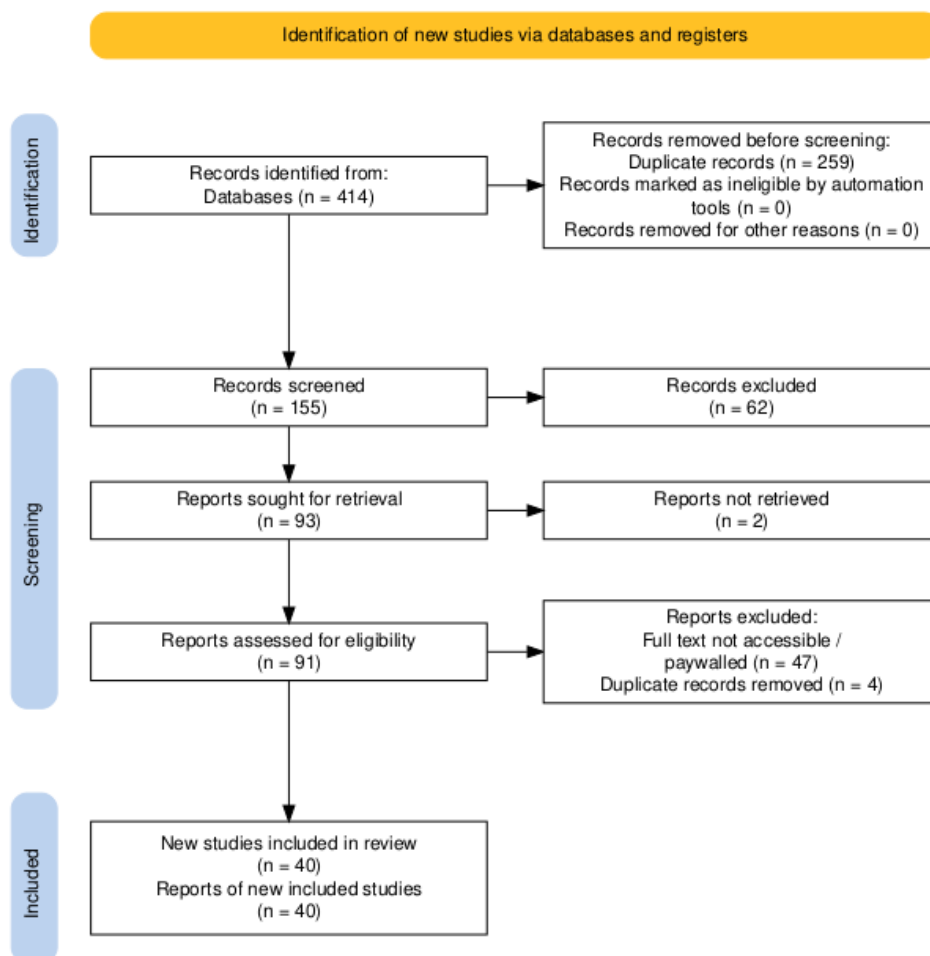 Identification of new studies via databases and registers
Identification
Records identified from:
Databases (n = 414)
Records removed before screening:
Duplicate records (n = 259)
Records marked as ineligible by automation
tools (n = 0)
Records removed for other reasons (n = 0)
Screening
Records screened
(n = 155)
Records excluded
(n = 62)
Reports sought for retrieval
(n = 93)
Reports not retrieved
(n = 2)
Reports assessed for eligibility
(n = 91)
Reports excluded:
Full text not accessible /
paywalled (n = 47)
Duplicate records removed (n = 4)
Included
New studies included in review
(n = 40)
Reports of new included studies
(n = 40)